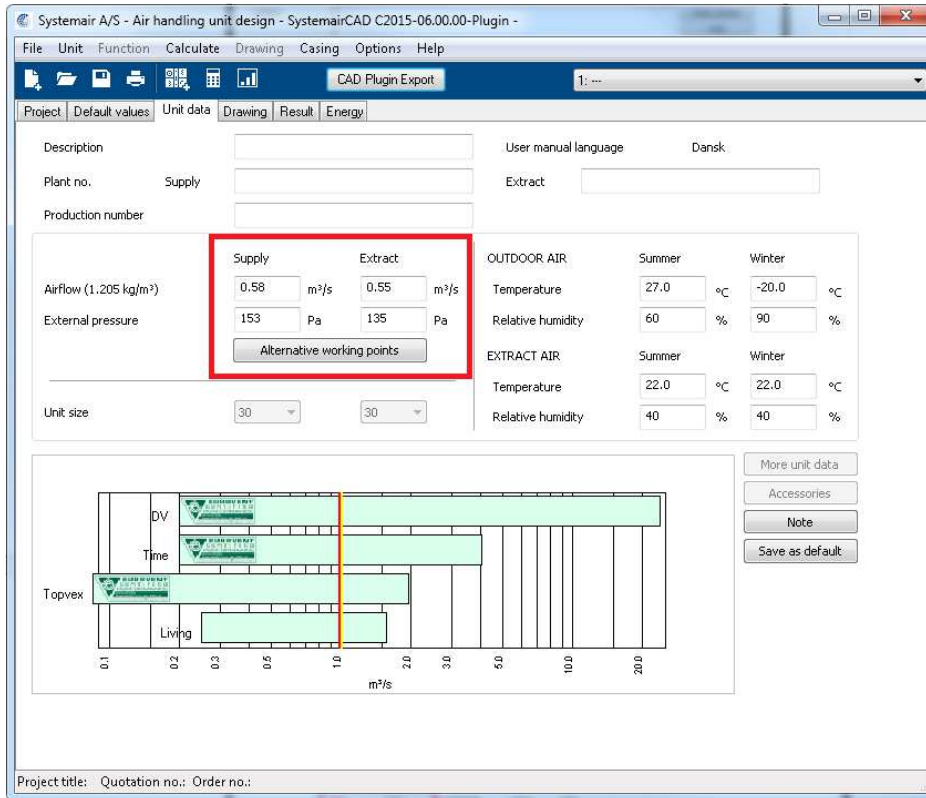 Systemair A/S - Air handling unit design - SystemairCAD C2015-06.00.00-Plugin -
File Unit Function Calculate Drawing Casing Options Help
CAD Plugin Export 1: ---
Project Default values Unit data Drawing Result Energy
Description User manual language Dansk
Plant no. Supply Extract
Production number
Supply Extract OUTDOOR AIR Summer Winter
Airflow (1.205 kg/m³) 0.58 m³/s 0.55 m³/s Temperature 27.0 °C -20.0 °C
External pressure 153 Pa 135 Pa Relative humidity 60 % 90 %
Alternative working points EXTRACT AIR Summer Winter
Temperature 22.0 °C 22.0 °C
Unit size 30 30 Relative humidity 40 % 40 %
More unit data
Accessories
Note
Save as default
DV
Time
Topvex
Living
0.1 0.2 0.3 0.5 1.0 2.0 3.0 5.0 10.0 20.0
m³/s
Project title: Quotation no.: Order no.: